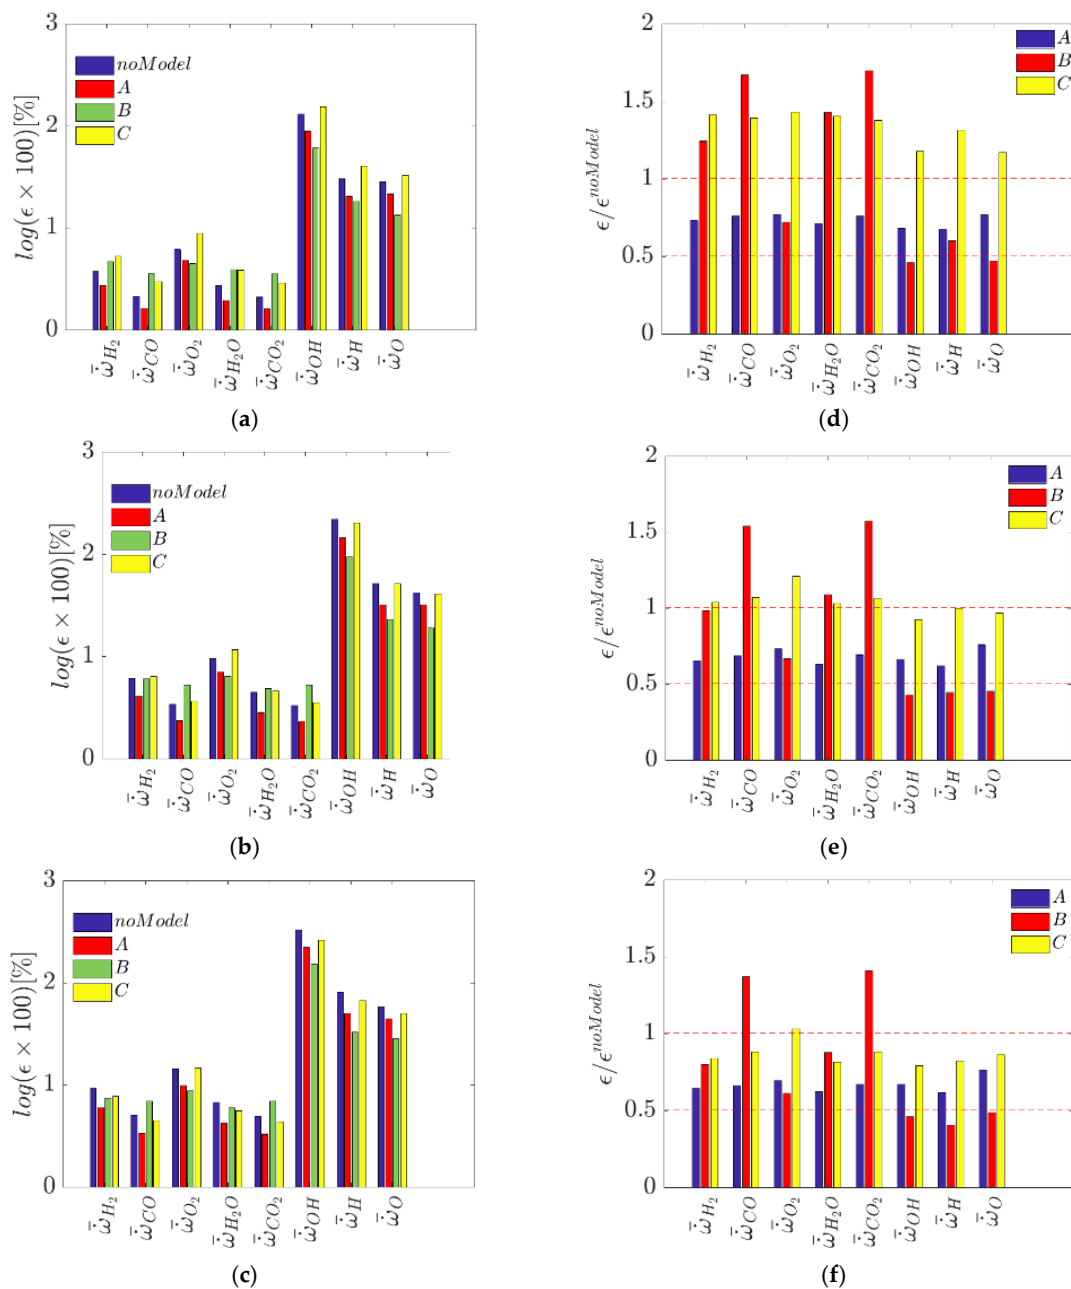 3
2
1
0
log(ϵ × 100)[%]
noModel
A
B
C
ω̇̄_{H₂}
ω̇̄_{CO}
ω̇̄_{O₂}
ω̇̄_{H₂O}
ω̇̄_{CO₂}
ω̇̄_{OH}
ω̇̄_{H}
ω̇̄_{O}
(a)
2
1.5
1
0.5
0
ϵ/ϵ^{noModel}
A
B
C
ω̇̄_{H₂}
ω̇̄_{CO}
ω̇̄_{O₂}
ω̇̄_{H₂O}
ω̇̄_{CO₂}
ω̇̄_{OH}
ω̇̄_{H}
ω̇̄_{O}
(d)
3
2
1
0
log(ϵ × 100)[%]
noModel
A
B
C
ω̇̄_{H₂}
ω̇̄_{CO}
ω̇̄_{O₂}
ω̇̄_{H₂O}
ω̇̄_{CO₂}
ω̇̄_{OH}
ω̇̄_{H}
ω̇̄_{O}
(b)
2
1.5
1
0.5
0
ϵ/ϵ^{noModel}
A
B
C
ω̇̄_{H₂}
ω̇̄_{CO}
ω̇̄_{O₂}
ω̇̄_{H₂O}
ω̇̄_{CO₂}
ω̇̄_{OH}
ω̇̄_{H}
ω̇̄_{O}
(e)
3
2
1
0
log(ϵ × 100)[%]
noModel
A
B
C
ω̇̄_{H₂}
ω̇̄_{CO}
ω̇̄_{O₂}
ω̇̄_{H₂O}
ω̇̄_{CO₂}
ω̇̄_{OH}
ω̇̄_{H}
ω̇̄_{O}
(c)
2
1.5
1
0.5
0
ϵ/ϵ^{noModel}
A
B
C
ω̇̄_{H₂}
ω̇̄_{CO}
ω̇̄_{O₂}
ω̇̄_{H₂O}
ω̇̄_{CO₂}
ω̇̄_{OH}
ω̇̄_{H}
ω̇̄_{O}
(f)